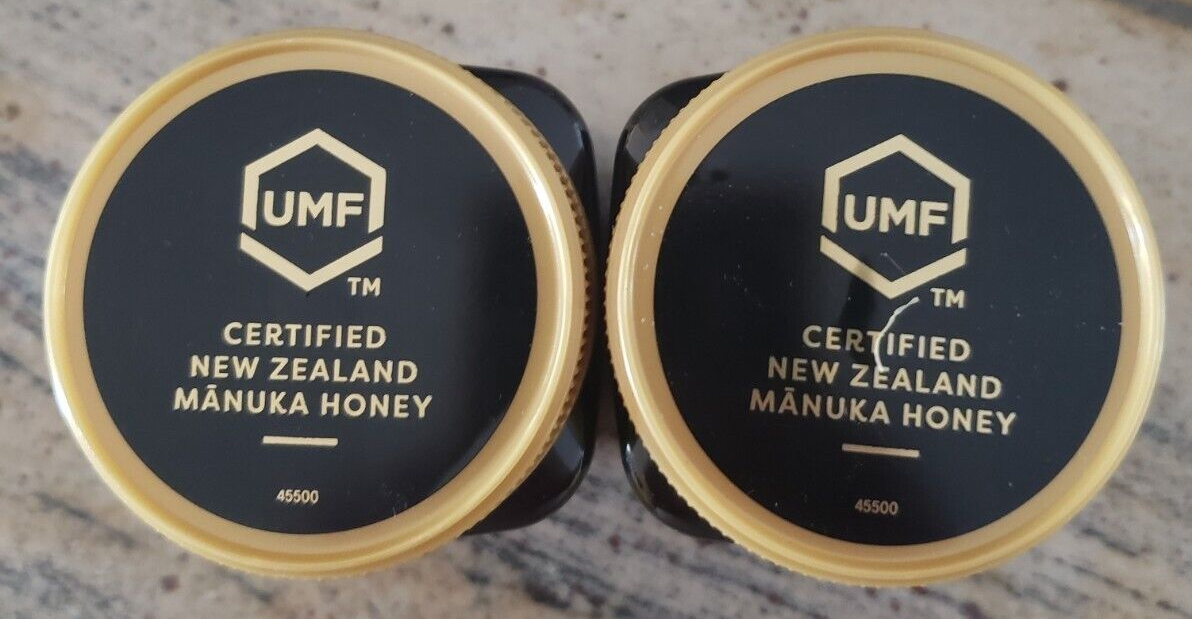 UMF
TM
CERTIFIED
NEW ZEALAND
MĀNUKA HONEY
45500
UMF
TM
CERTIFIED
NEW ZEALAND
MĀNUKA HONEY
45500